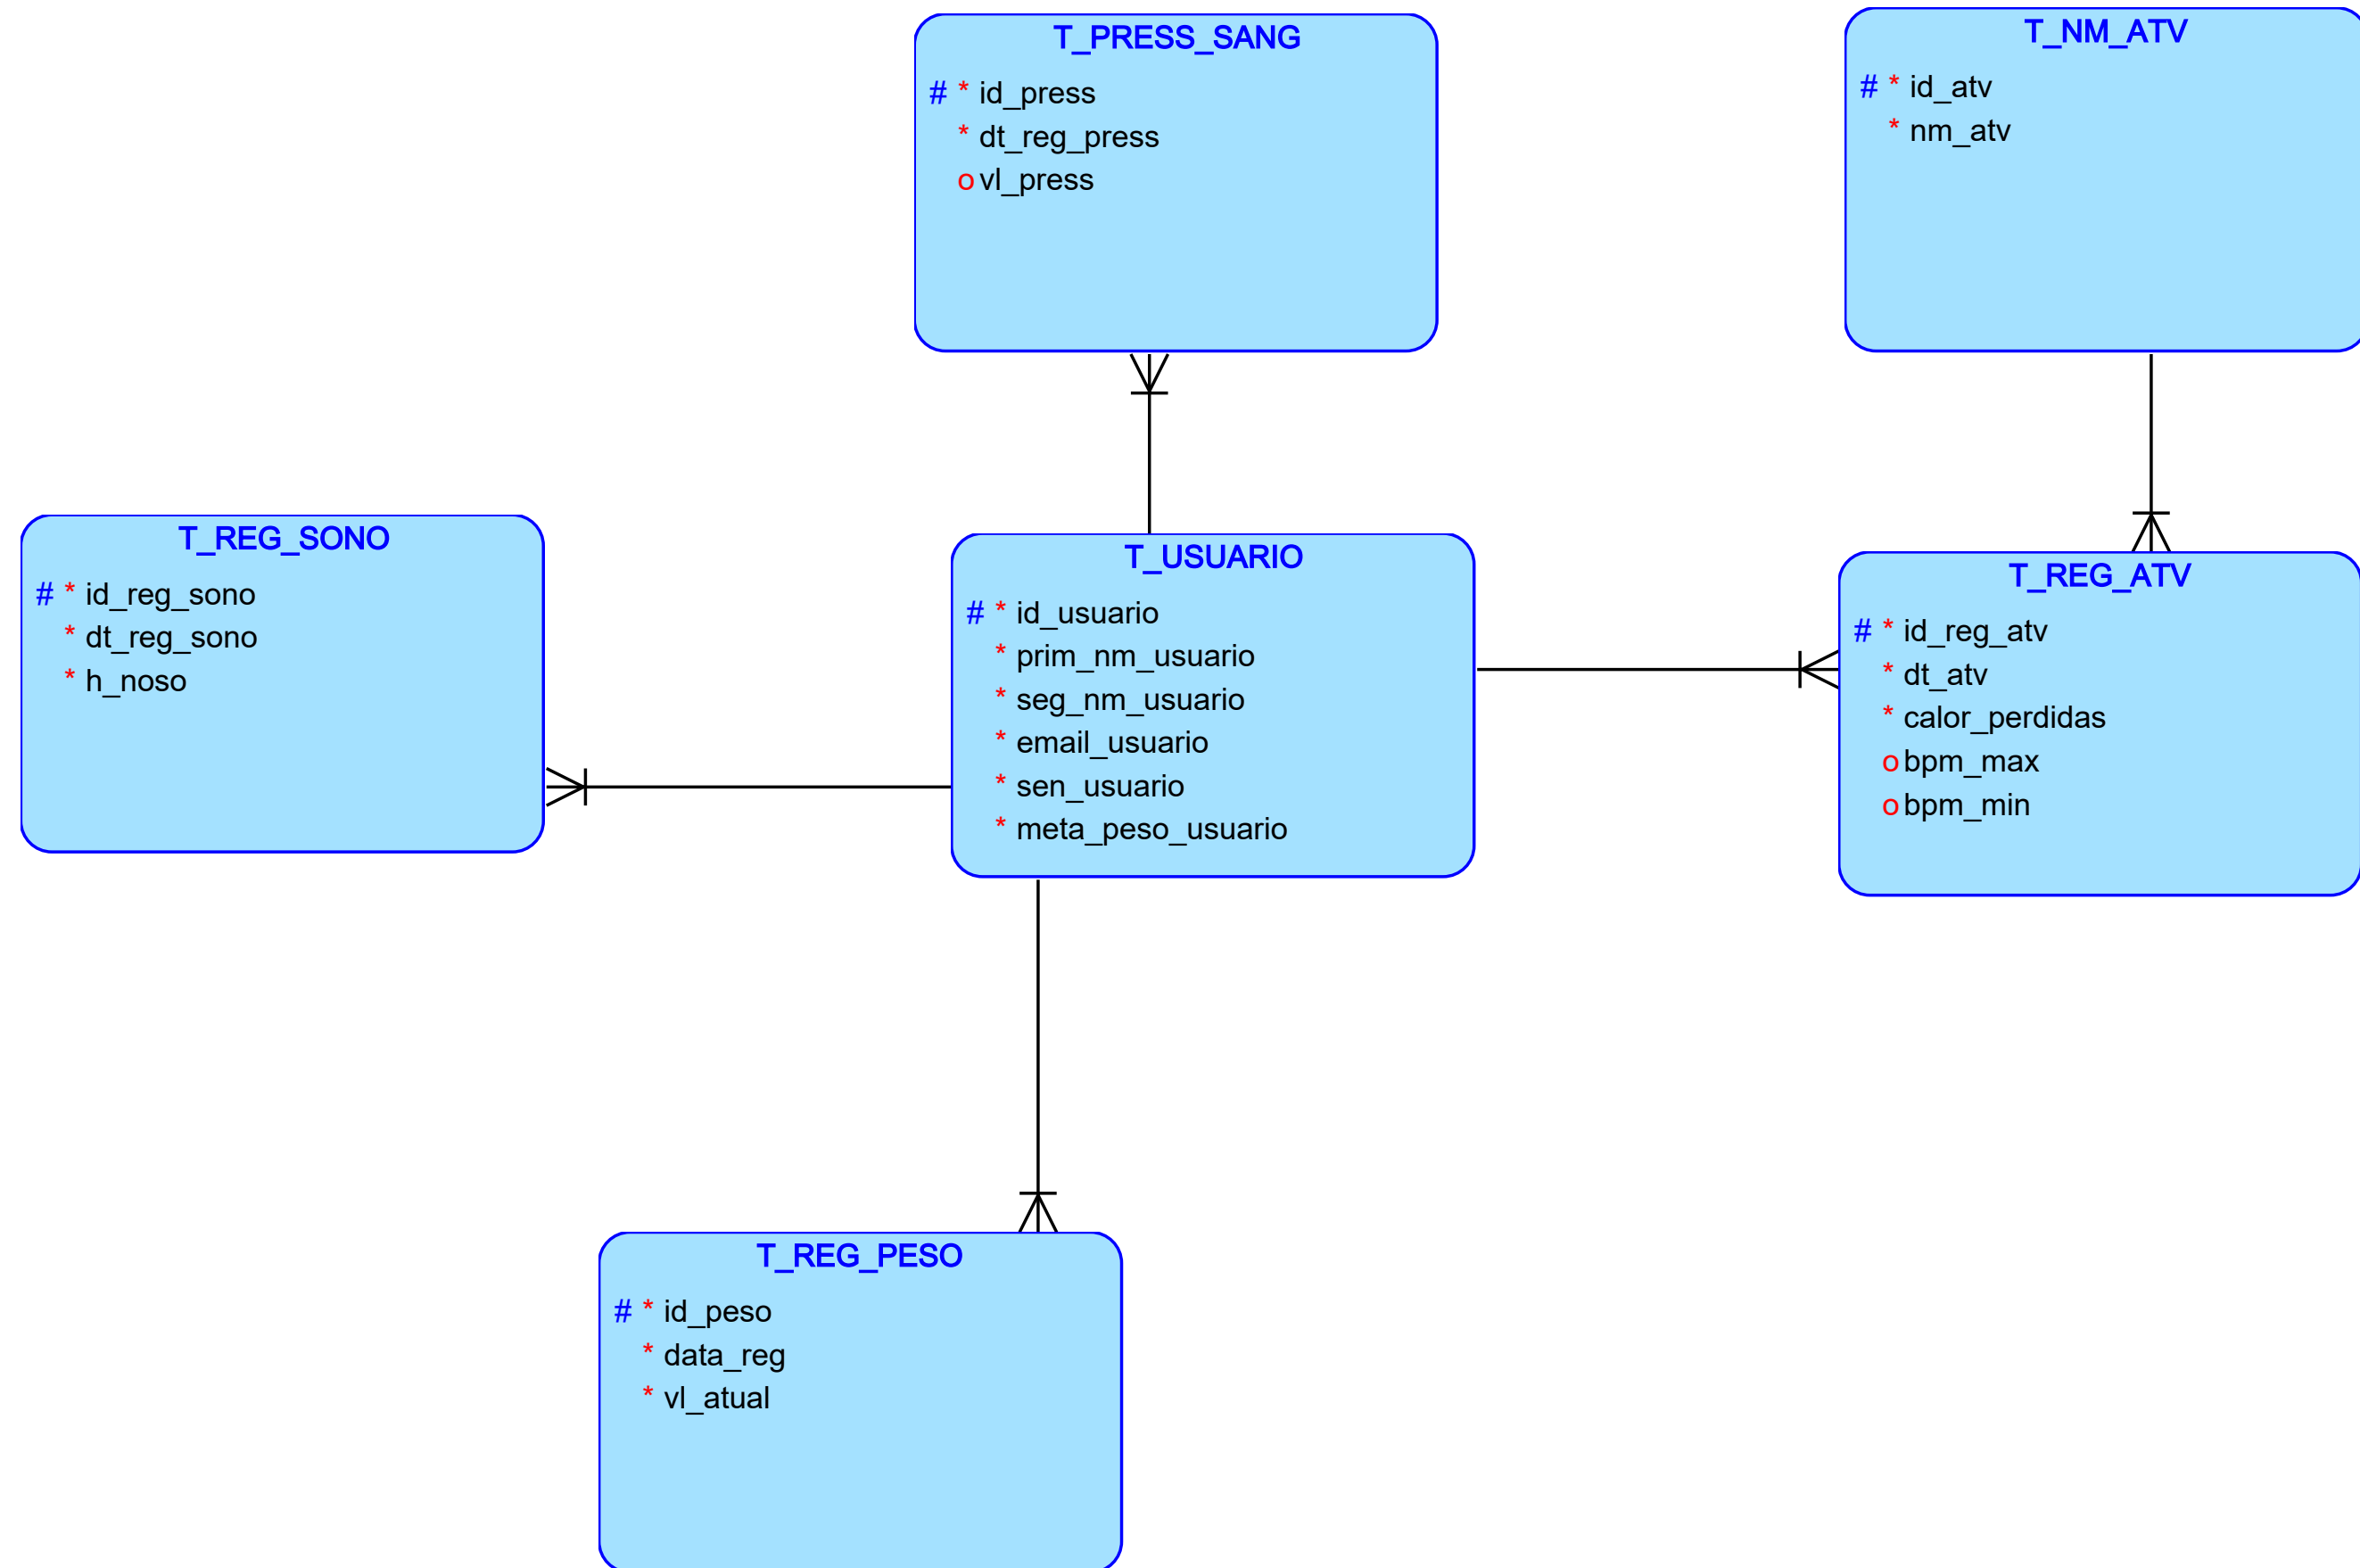 T_PRESS_SANG
# * id_press
* dt_reg_press
o vl_press
T_NM_ATV
# * id_atv
* nm_atv
T_REG_SONO
# * id_reg_sono
* dt_reg_sono
* h_noso
T_USUARIO
# * id_usuario
* prim_nm_usuario
* seg_nm_usuario
* email_usuario
* sen_usuario
* meta_peso_usuario
T_REG_ATV
# * id_reg_atv
* dt_atv
* calor_perdidas
o bpm_max
o bpm_min
T_REG_PESO
# * id_peso
* data_reg
* vl_atual